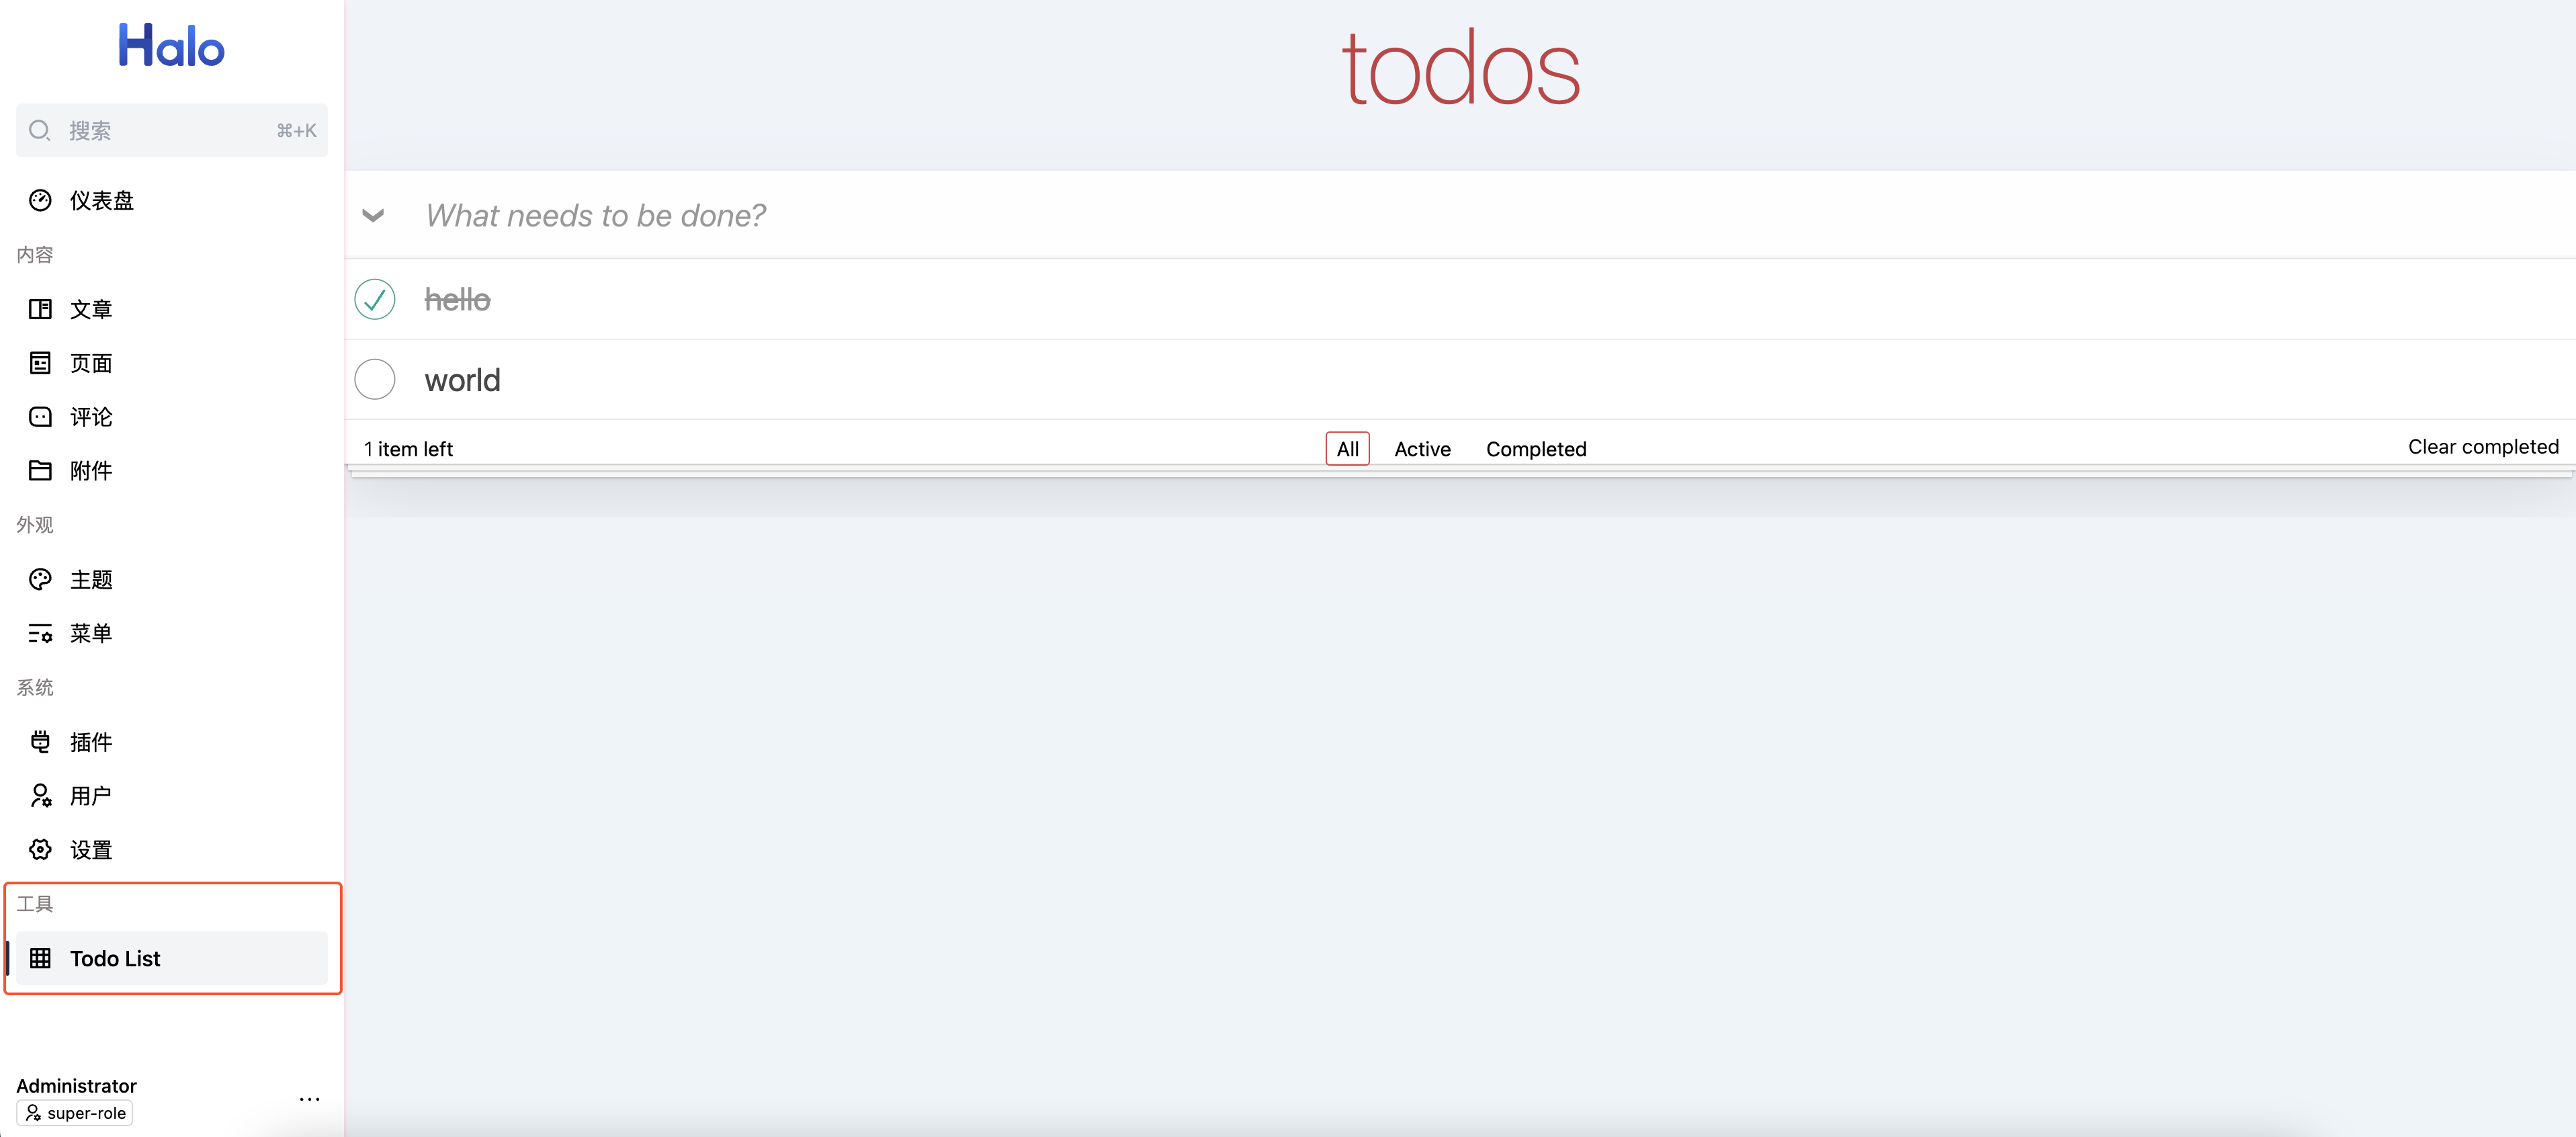 Halo
搜索 ⌘+K
仪表盘
内容
文章
页面
评论
附件
外观
主题
菜单
系统
插件
用户
设置
工具
Todo List
Administrator
super-role
todos
What needs to be done?
hello
world
1 item left All Active Completed Clear completed